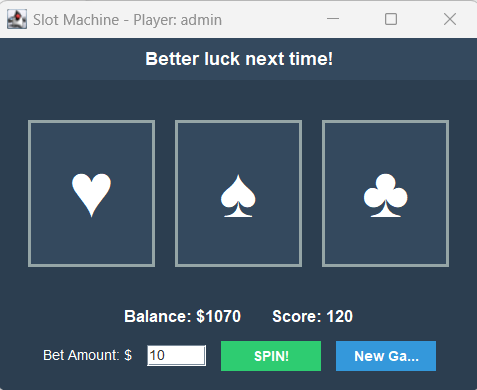 Slot Machine - Player: admin
Better luck next time!
♥ ♠ ♣
Balance: $1070 Score: 120
Bet Amount: $ 10 SPIN! New Ga...